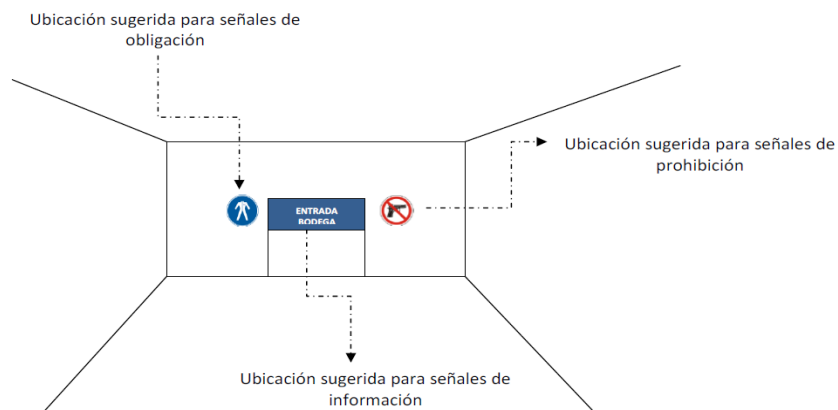 Ubicación sugerida para señales de
obligación
Ubicación sugerida para señales de
prohibición
ENTRADA
BODEGA
Ubicación sugerida para señales de
información